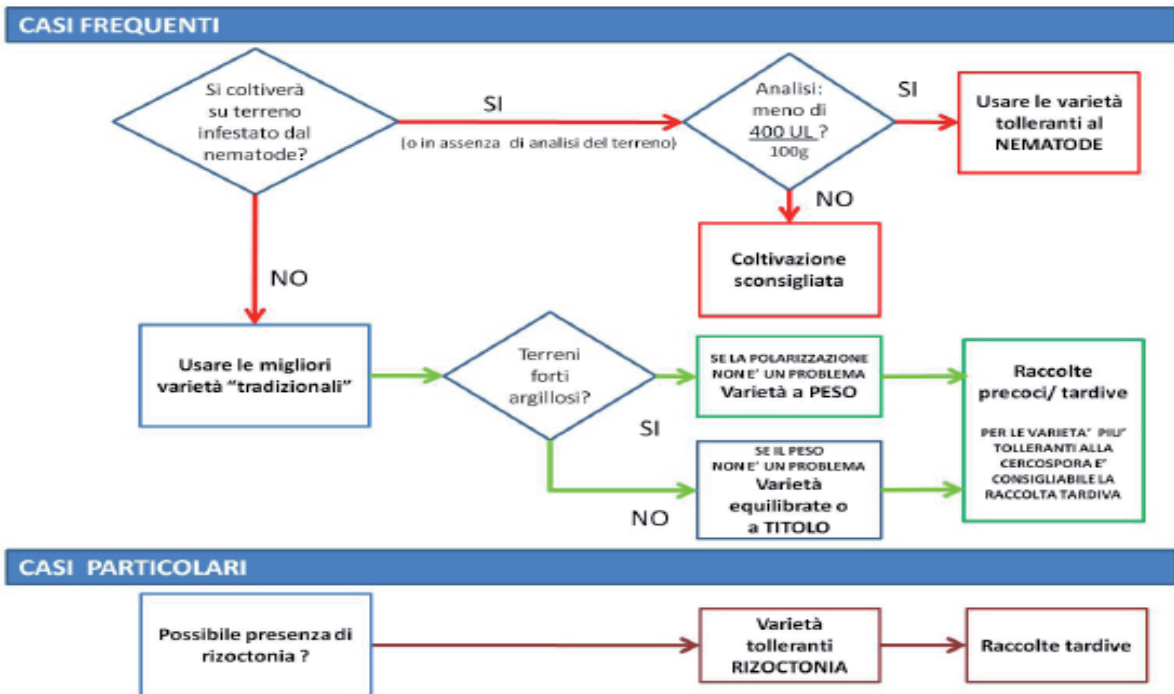 CASI FREQUENTI
Si coltiverà
su terreno
infestato dal
nematode?
SI
(o in assenza di analisi del terreno)
Analisi:
meno di
400 UL ?
100g
SI
Usare le varietà
tolleranti al
NEMATODE
NO
Coltivazione
sconsigliata
NO
Usare le migliori
varietà "tradizionali"
Terreni
forti
argillosi?
SI
SE LA POLARIZZAZIONE
NON E' UN PROBLEMA
Varietà a PESO
NO
SE IL PESO
NON E' UN PROBLEMA
Varietà
equilibrate o
a TITOLO
Raccolte
precoci/ tardive
PER LE VARIETA' PIU'
TOLLERANTI ALLA
CERCOSPORA E'
CONSIGLIABILE LA
RACCOLTA TARDIVA
CASI PARTICOLARI
Possibile presenza di
rizoctonia ?
Varietà
tolleranti
RIZOCTONIA
Raccolte tardive